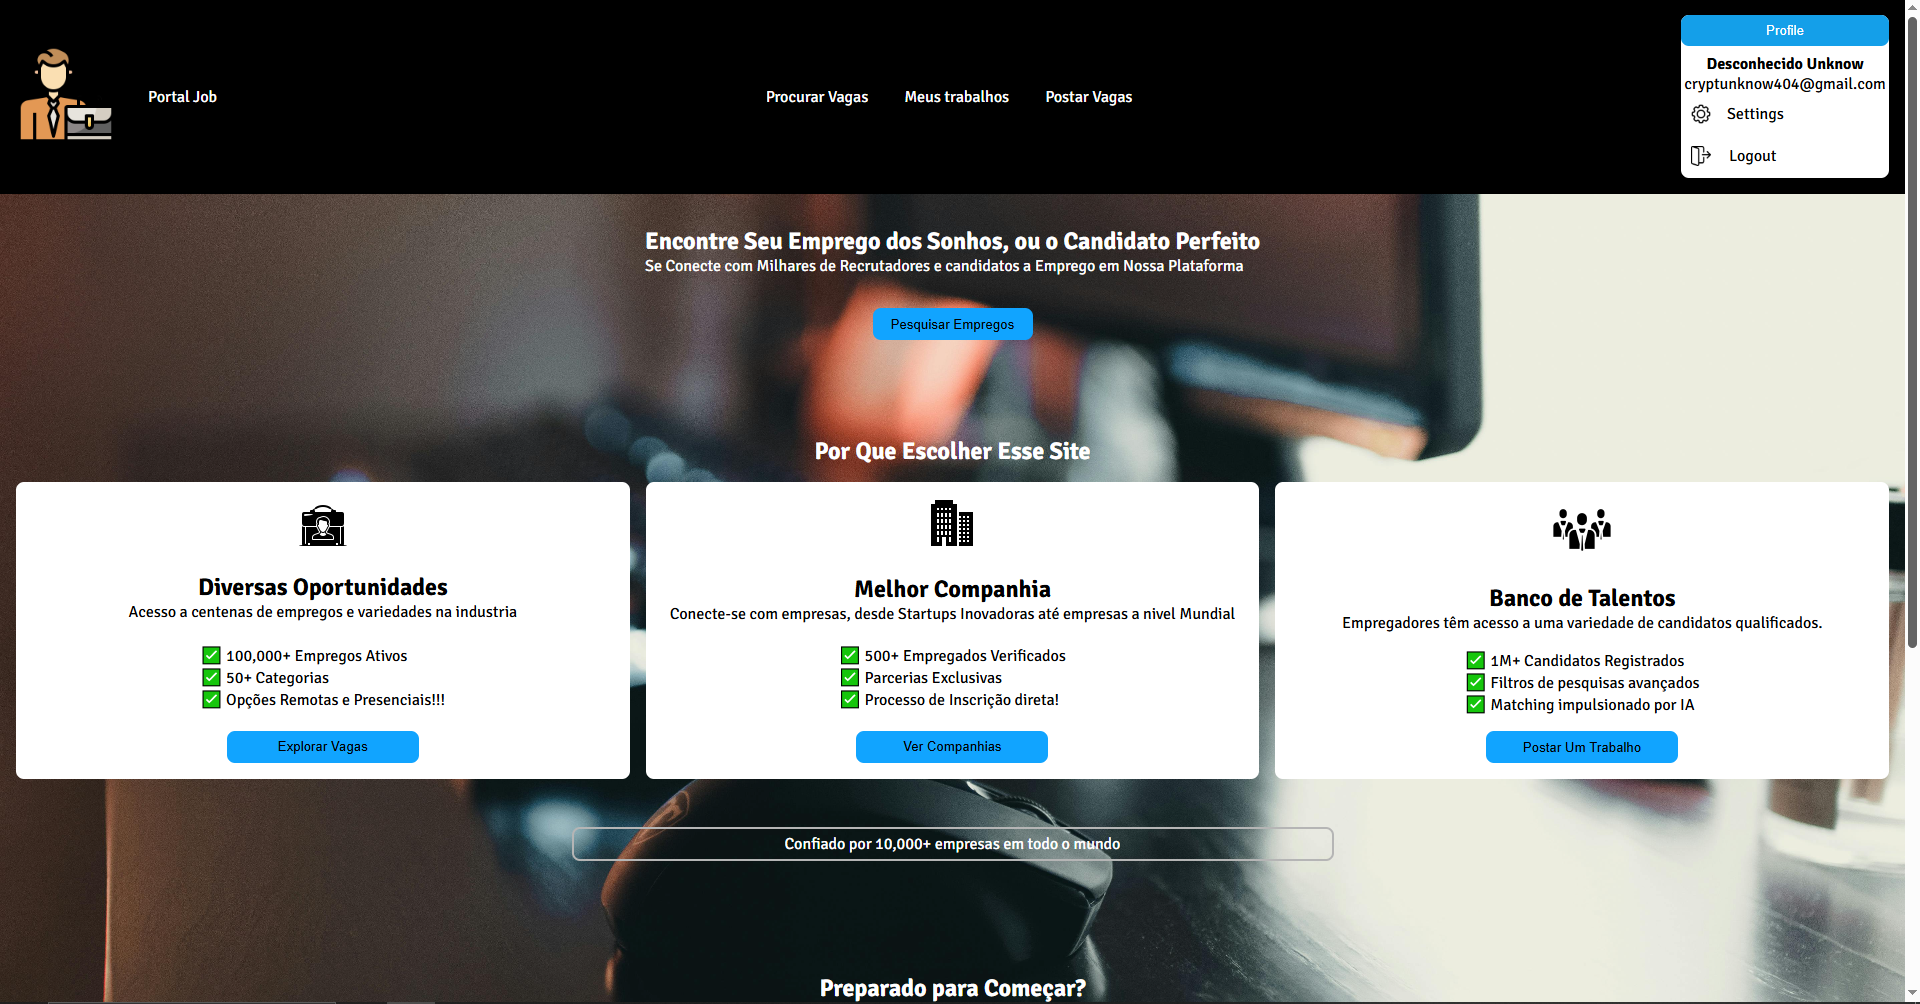 Portal Job
Procurar Vagas
Meus trabalhos
Postar Vagas
Profile
Desconhecido Unknow
cryptunknow404@gmail.com
Settings
Logout
Encontre Seu Emprego dos Sonhos, ou o Candidato Perfeito
Se Conecte com Milhares de Recrutadores e candidatos a Emprego em Nossa Plataforma
Pesquisar Empregos
Por Que Escolher Esse Site
Diversas Oportunidades
Acesso a centenas de empregos e variedades na industria
100,000+ Empregos Ativos
50+ Categorias
Opções Remotas e Presenciais!!!
Explorar Vagas
Melhor Companhia
Conecte-se com empresas, desde Startups Inovadoras até empresas a nivel Mundial
500+ Empregados Verificados
Parcerias Exclusivas
Processo de Inscrição direta!
Ver Companhias
Banco de Talentos
Empregadores têm acesso a uma variedade de candidatos qualificados.
1M+ Candidatos Registrados
Filtros de pesquisas avançados
Matching impulsionado por IA
Postar Um Trabalho
Confiado por 10,000+ empresas em todo o mundo
Preparado para Começar?